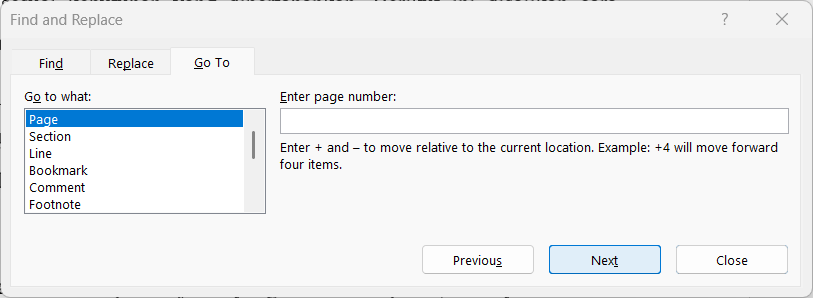 Find and Replace
Find
Replace
Go To
Go to what:
Page
Section
Line
Bookmark
Comment
Footnote
Enter page number:
Enter + and – to move relative to the current location. Example: +4 will move forward
four items.
Previous
Next
Close